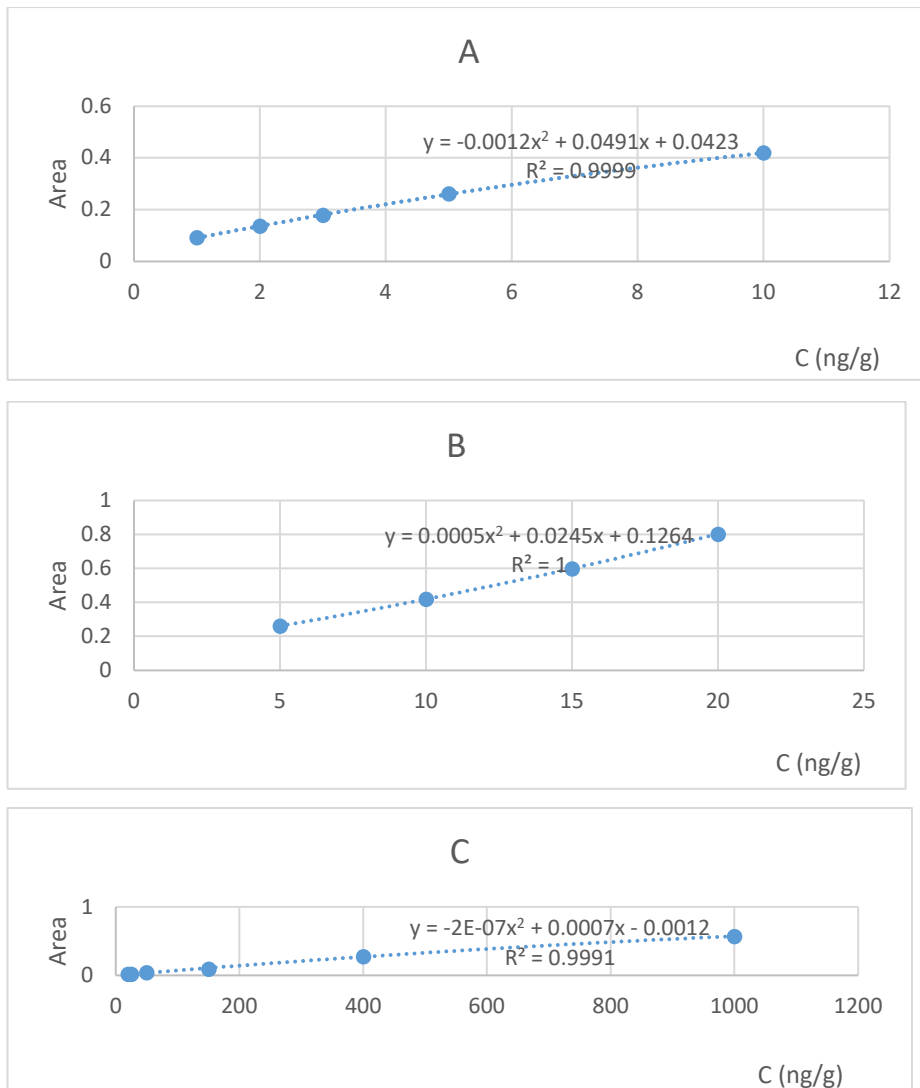 A
0.6
y = -0.0012x² + 0.0491x + 0.0423
R² = 0.9999
0.4
0.2
0
Area
0 2 4 6 8 10 12
C (ng/g)
B
1
y = 0.0005x² + 0.0245x + 0.1264
R² = 1
0.8
0.6
0.4
0.2
0
Area
0 5 10 15 20 25
C (ng/g)
C
1
y = -2E-07x² + 0.0007x - 0.0012
R² = 0.9991
0
Area
0 200 400 600 800 1000 1200
C (ng/g)